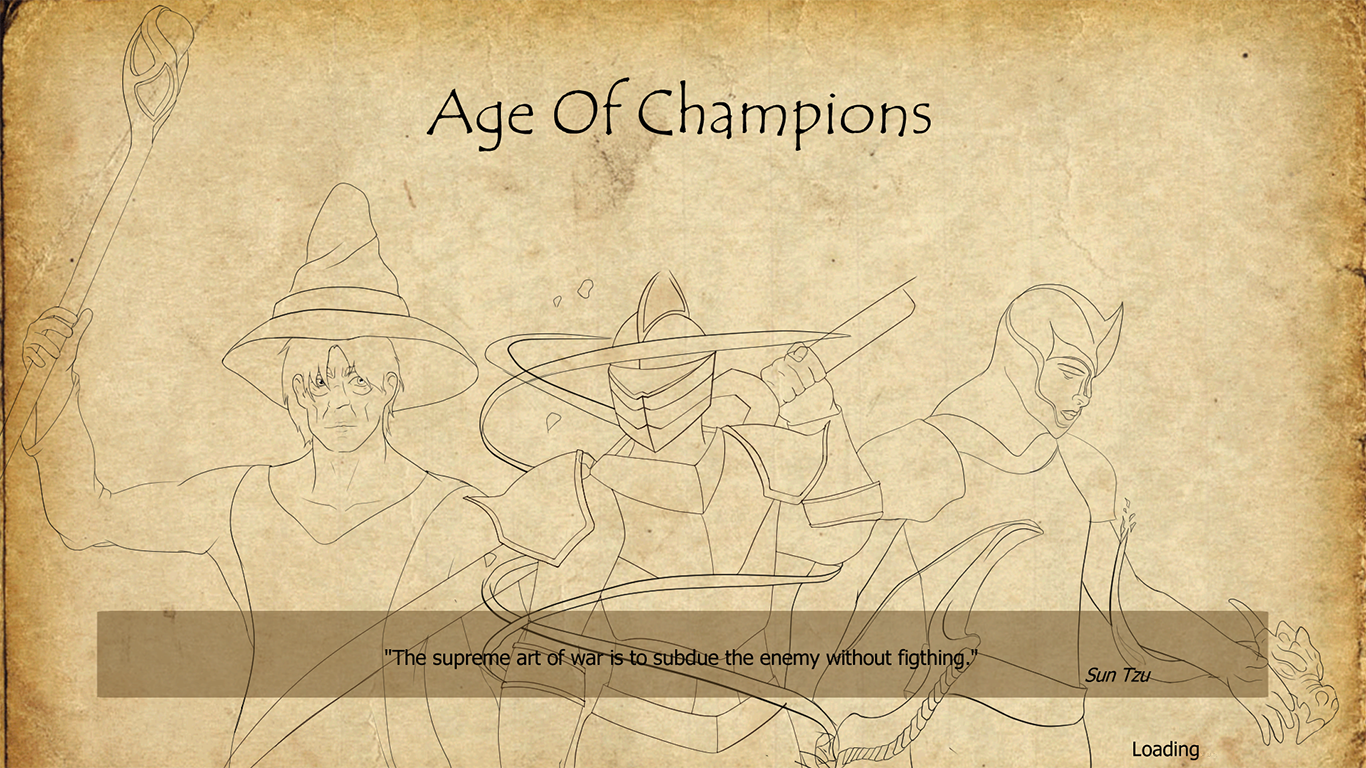 Age Of Champions
"The supreme art of war is to subdue the enemy without figthing."
Sun Tzu
Loading